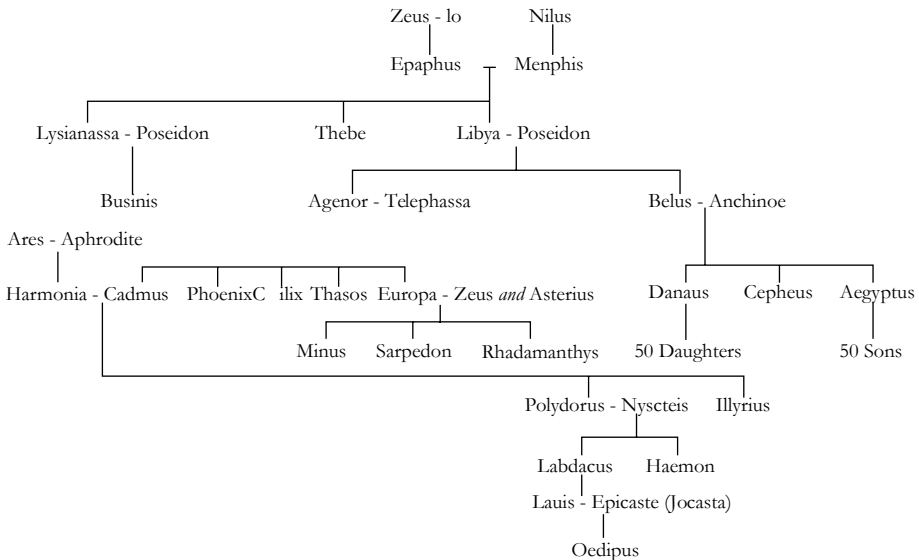 Zeus - lo Nilus
Epaphus Menphis
Lysianassa - Poseidon Thebe Libya - Poseidon
Businis Agenor - Telephassa Belus - Anchinoe
Ares - Aphrodite
Harmonia - Cadmus PhoenixC ilix Thasos Europa - Zeus and Asterius Danaus Cepheus Aegyptus
Minus Sarpedon Rhadamanthys 50 Daughters 50 Sons
Polydorus - Nyscteis Illyrius
Labdacus Haemon
Lauis - Epicaste (Jocasta)
Oedipus